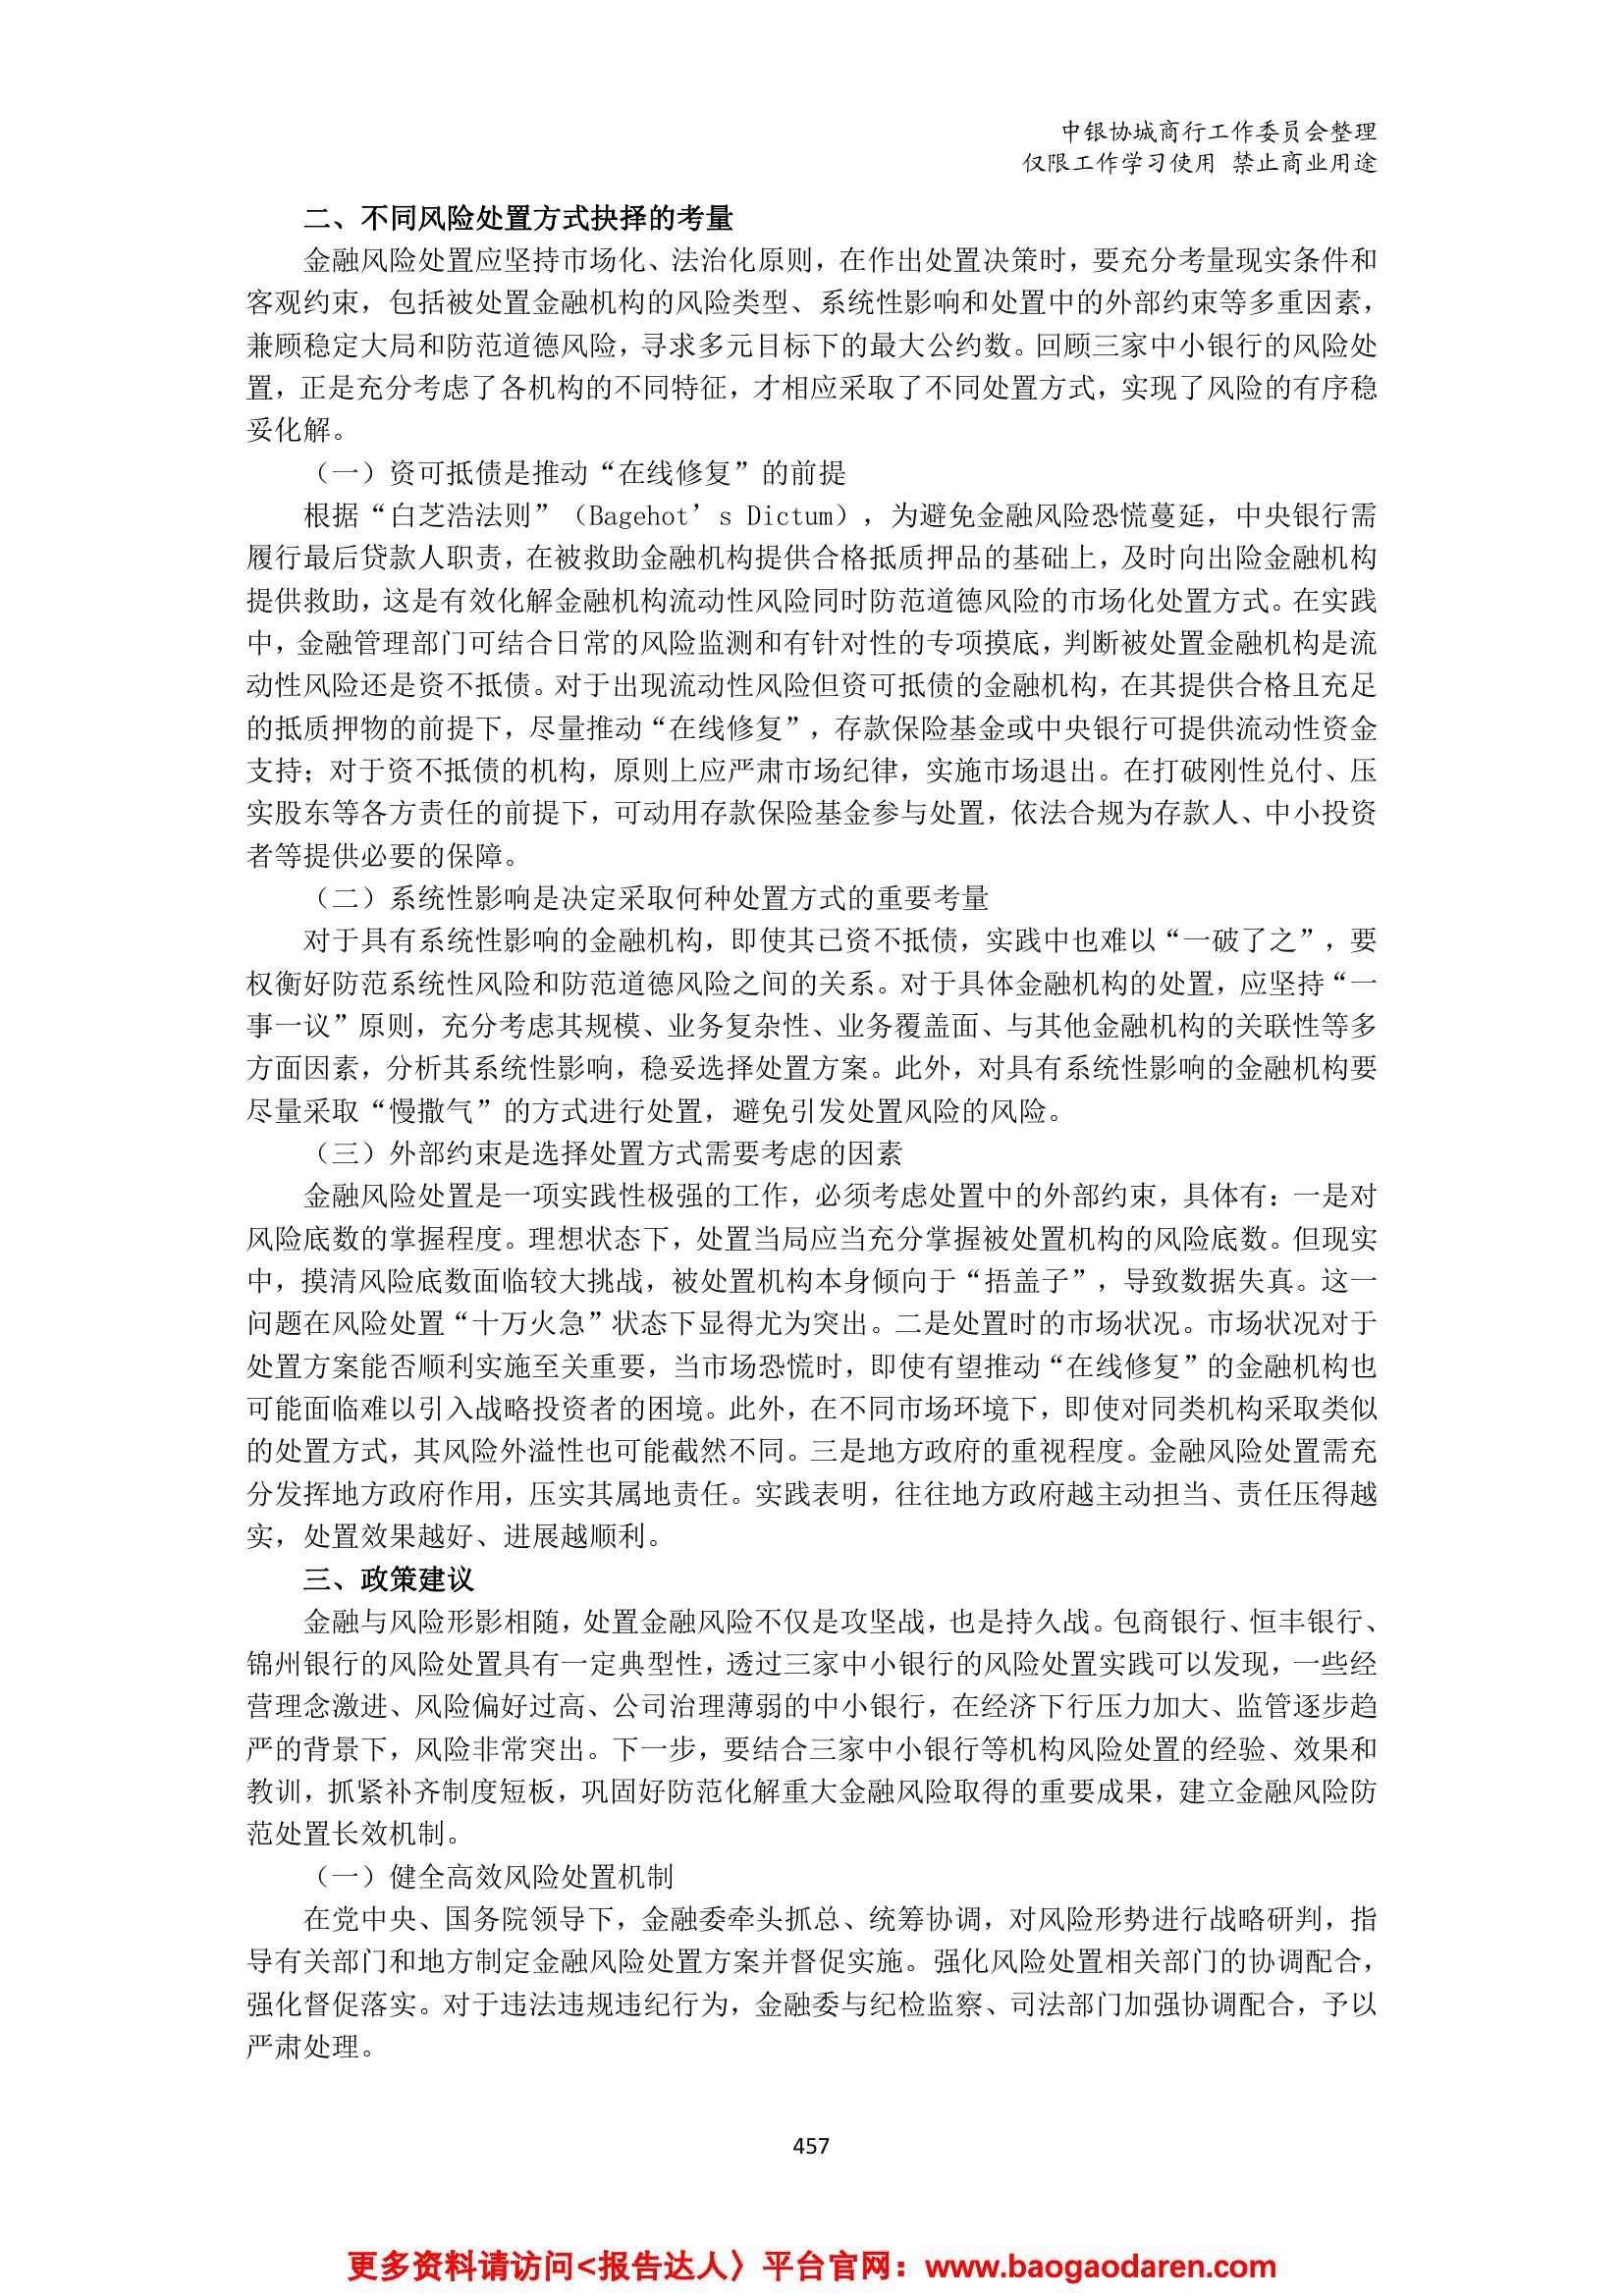 中银协城商行工作委员会整理
仅限工作学习使用 禁止商业用途
二、不同风险处置方式抉择的考量
金融风险处置应坚持市场化、法治化原则，在作出处置决策时，要充分考量现实条件和
客观约束，包括被处置金融机构的风险类型、系统性影响和处置中的外部约束等多重因素，
兼顾稳定大局和防范道德风险，寻求多元目标下的最大公约数。回顾三家中小银行的风险处
置，正是充分考虑了各机构的不同特征，才相应采取了不同处置方式，实现了风险的有序稳
妥化解。
（一）资可抵债是推动“在线修复”的前提
根据“白芝浩法则”（Bagehot’s Dictum），为避免金融风险恐慌蔓延，中央银行需
履行最后贷款人职责，在被救助金融机构提供合格抵质押品的基础上，及时向出险金融机构
提供救助，这是有效化解金融机构流动性风险同时防范道德风险的市场化处置方式。在实践
中，金融管理部门可结合日常的风险监测和有针对性的专项摸底，判断被处置金融机构是流
动性风险还是资不抵债。对于出现流动性风险但资可抵债的金融机构，在其提供合格且充足
的抵质押物的前提下，尽量推动“在线修复”，存款保险基金或中央银行可提供流动性资金
支持；对于资不抵债的机构，原则上应严肃市场纪律，实施市场退出。在打破刚性兑付、压
实股东等各方责任的前提下，可动用存款保险基金参与处置，依法合规为存款人、中小投资
者等提供必要的保障。
（二）系统性影响是决定采取何种处置方式的重要考量
对于具有系统性影响的金融机构，即使其已资不抵债，实践中也难以“一破了之”，要
权衡好防范系统性风险和防范道德风险之间的关系。对于具体金融机构的处置，应坚持“一
事一议”原则，充分考虑其规模、业务复杂性、业务覆盖面、与其他金融机构的关联性等多
方面因素，分析其系统性影响，稳妥选择处置方案。此外，对具有系统性影响的金融机构要
尽量采取“慢撒气”的方式进行处置，避免引发处置风险的风险。
（三）外部约束是选择处置方式需要考虑的因素
金融风险处置是一项实践性极强的工作，必须考虑处置中的外部约束，具体有：一是对
风险底数的掌握程度。理想状态下，处置当局应当充分掌握被处置机构的风险底数。但现实
中，摸清风险底数面临较大挑战，被处置机构本身倾向于“捂盖子”，导致数据失真。这一
问题在风险处置“十万火急”状态下显得尤为突出。二是处置时的市场状况。市场状况对于
处置方案能否顺利实施至关重要，当市场恐慌时，即使有望推动“在线修复”的金融机构也
可能面临难以引入战略投资者的困境。此外，在不同市场环境下，即使对同类机构采取类似
的处置方式，其风险外溢性也可能截然不同。三是地方政府的重视程度。金融风险处置需充
分发挥地方政府作用，压实其属地责任。实践表明，往往地方政府越主动担当、责任压得越
实，处置效果越好、进展越顺利。
三、政策建议
金融与风险形影相随，处置金融风险不仅是攻坚战，也是持久战。包商银行、恒丰银行、
锦州银行的风险处置具有一定典型性，透过三家中小银行的风险处置实践可以发现，一些经
营理念激进、风险偏好过高、公司治理薄弱的中小银行，在经济下行压力加大、监管逐步趋
严的背景下，风险非常突出。下一步，要结合三家中小银行等机构风险处置的经验、效果和
教训，抓紧补齐制度短板，巩固好防范化解重大金融风险取得的重要成果，建立金融风险防
范处置长效机制。
（一）健全高效风险处置机制
在党中央、国务院领导下，金融委牵头抓总、统筹协调，对风险形势进行战略研判，指
导有关部门和地方制定金融风险处置方案并督促实施。强化风险处置相关部门的协调配合，
强化督促落实。对于违法违规违纪行为，金融委与纪检监察、司法部门加强协调配合，予以
严肃处理。
457
更多资料请访问<报告达人〉平台官网：www.baogaodaren.com